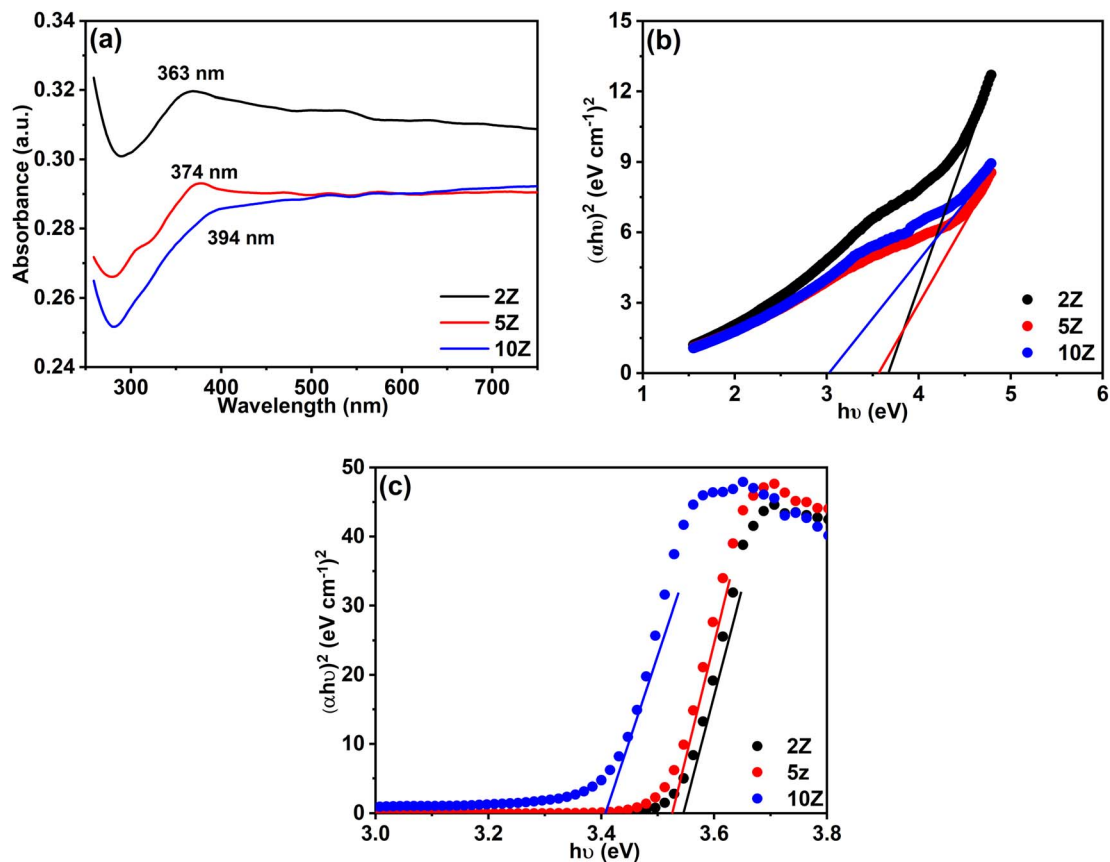 (a)
0.34
0.32
0.30
0.28
0.26
0.24
Absorbance (a.u.)
363 nm
374 nm
394 nm
2Z
5Z
10Z
300 400 500 600 700
Wavelength (nm)
(b)
15
12
9
6
3
0
(αhυ)² (eV cm⁻¹)²
2Z
5Z
10Z
1 2 3 4 5 6
hυ (eV)
(c)
50
40
30
20
10
0
(αhυ)² (eV cm⁻¹)²
2Z
5z
10Z
3.0 3.2 3.4 3.6 3.8
hυ (eV)